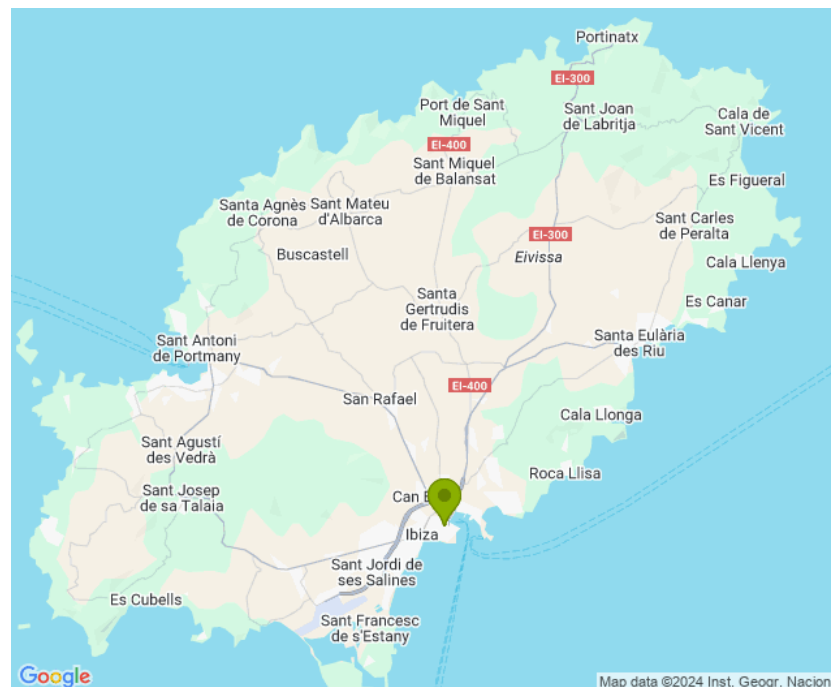 Portinatx
EI-300
Port de Sant
Miquel
Sant Joan
de Labritja
Cala de
Sant Vicent
EI-400
Sant Miquel
de Balansat
Es Figueral
Santa Agnès
de Corona
Sant Mateu
d'Albarca
Sant Carles
de Peralta
EI-300
Buscastell
Eivissa
Cala Llenya
Santa
Gertrudis
de Fruitera
Es Canar
Sant Antoni
de Portmany
Santa Eulària
des Riu
EI-400
San Rafael
Cala Llonga
Sant Agustí
des Vedrà
Roca Llisa
Sant Josep
de sa Talaia
Can
Ibiza
Sant Jordi de
ses Salines
Es Cubells
Sant Francesc
de s'Estany
Google
Map data ©2024 Inst. Geogr. Nacion